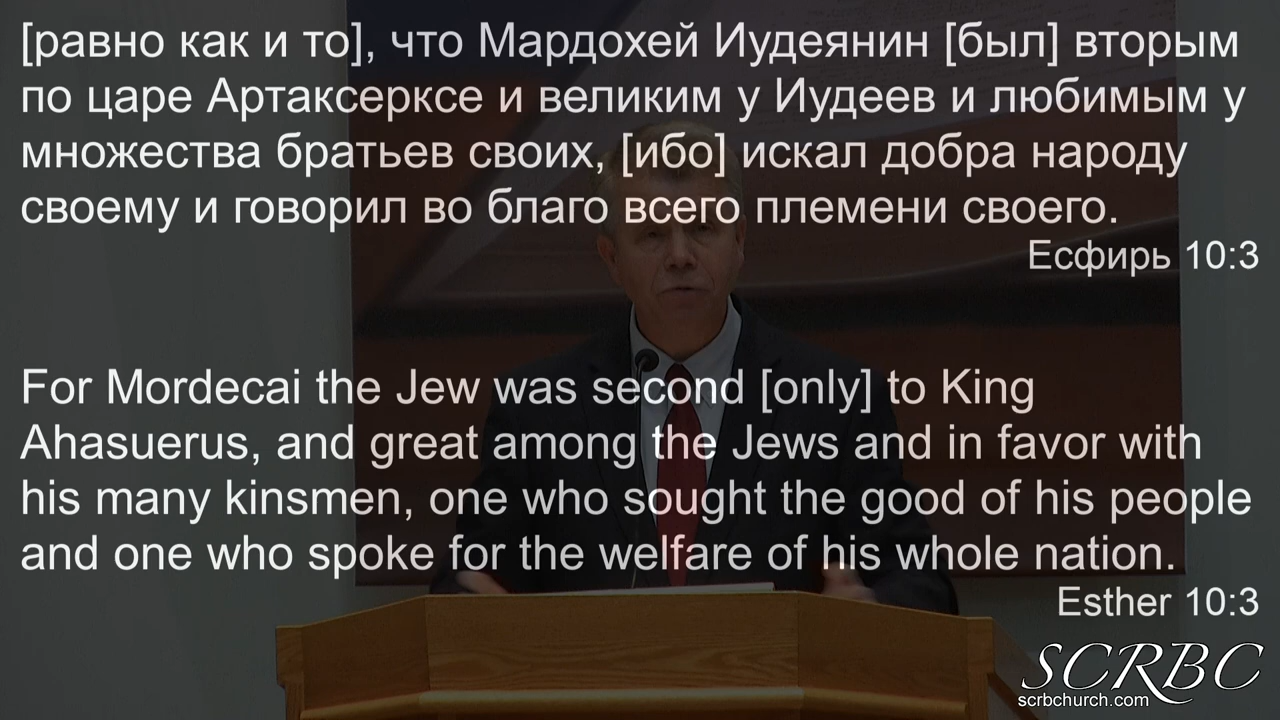 [равно как и то], что Мардохей Иудеянин [был] вторым
по царе Артаксерксе и великим у Иудеев и любимым у
множества братьев своих, [ибо] искал добра народу
своему и говорил во благо всего племени своего.
Есфирь 10:3
For Mordecai the Jew was second [only] to King
Ahasuerus, and great among the Jews and in favor with
his many kinsmen, one who sought the good of his people
and one who spoke for the welfare of his whole nation.
Esther 10:3
SCRBC
scrbchurch.com